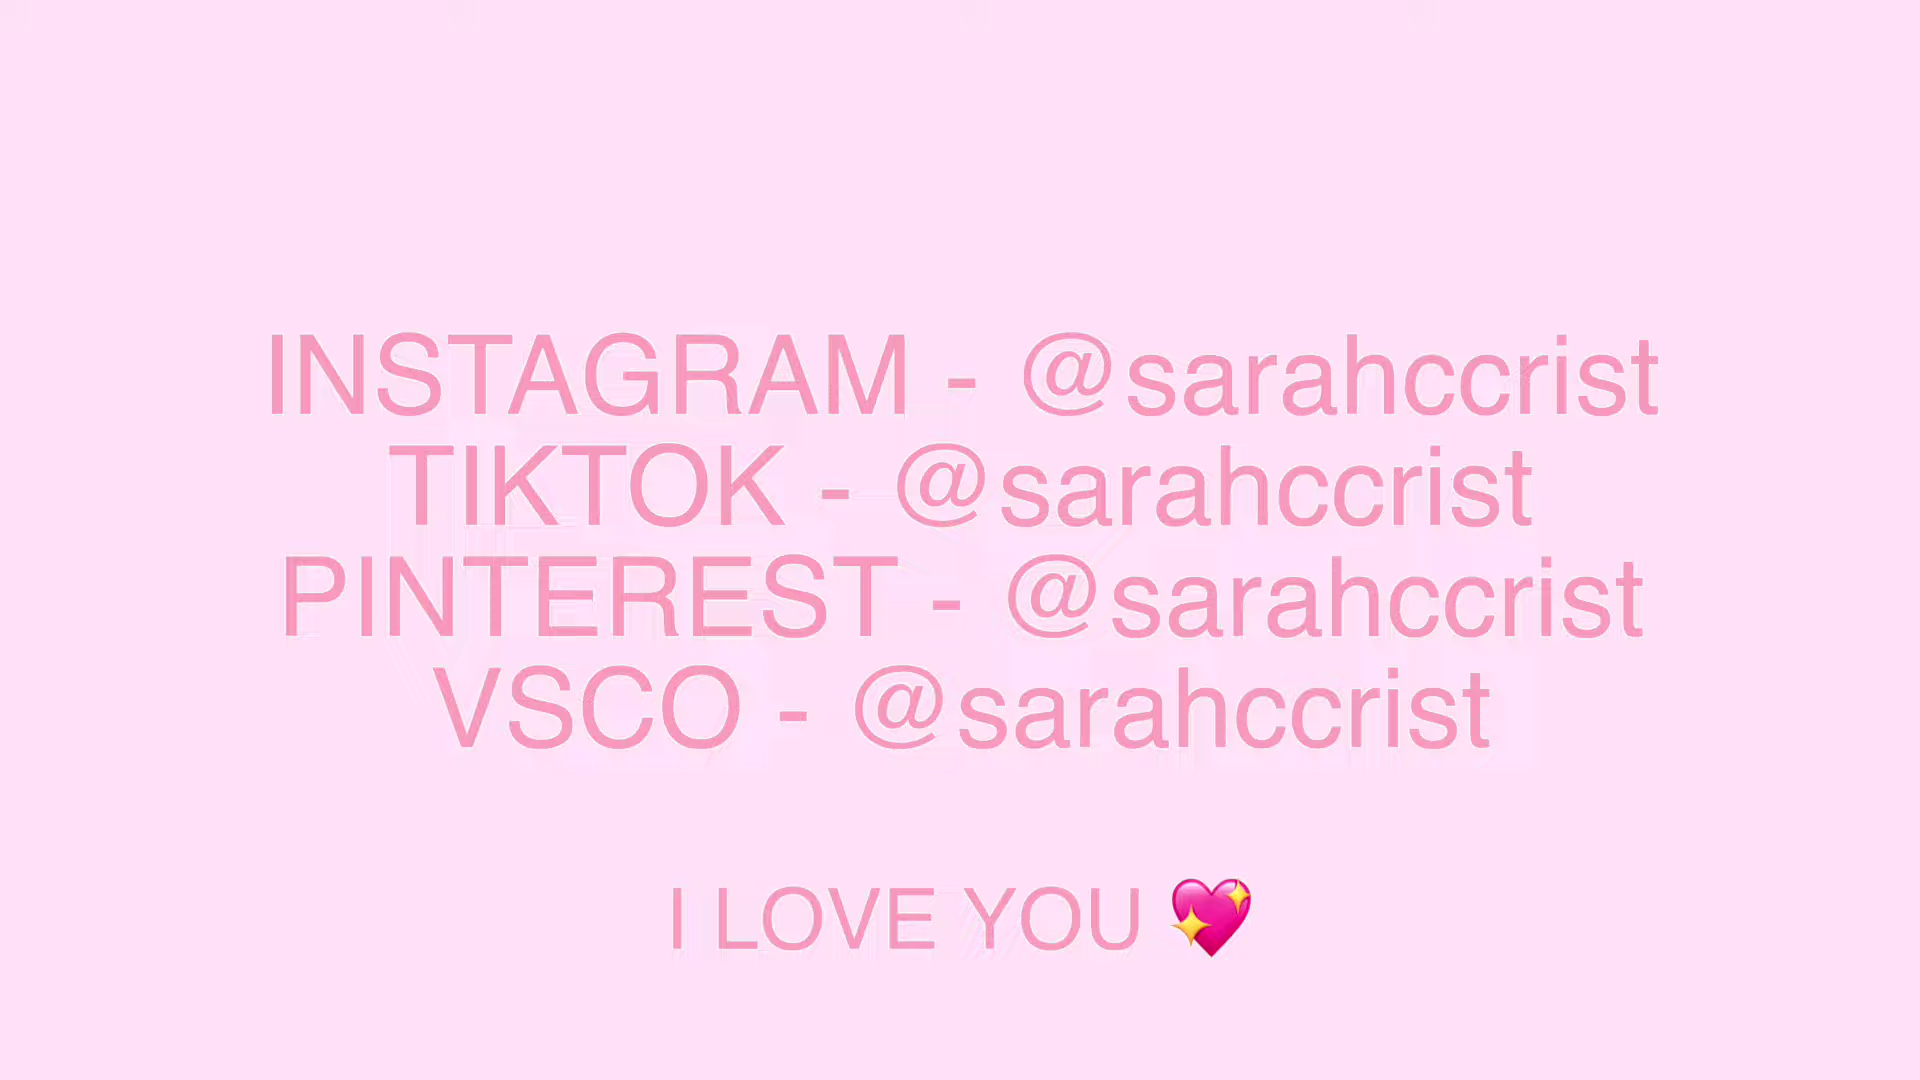 INSTAGRAM - @sarahccrist
TIKTOK - @sarahccrist
PINTEREST - @sarahccrist
VSCO - @sarahccrist
I LOVE YOU 💖